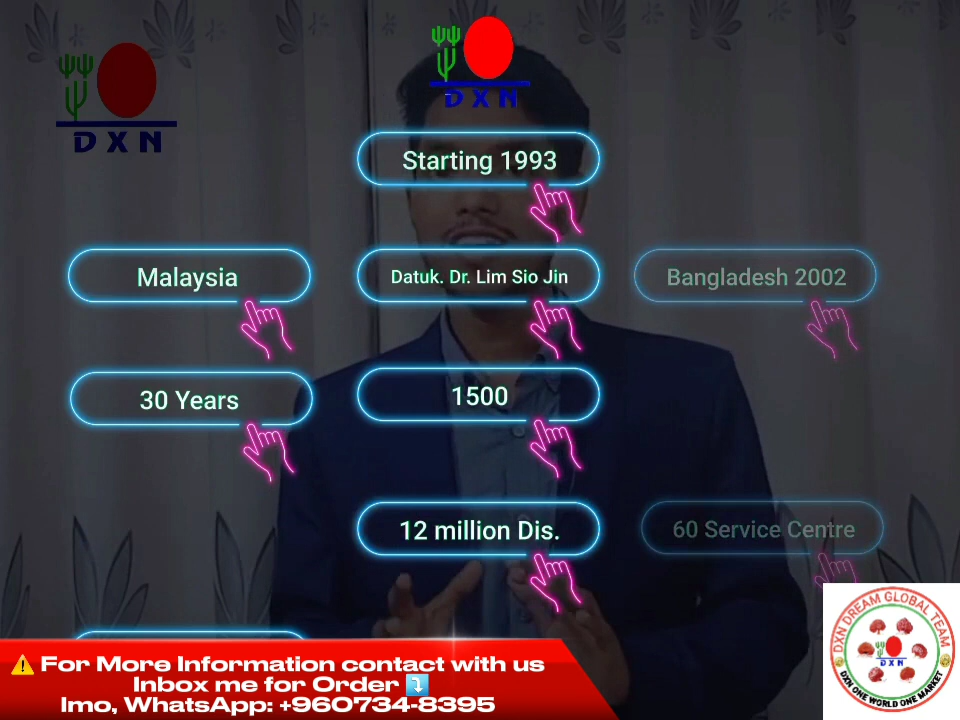 DXN
DXN
Starting 1993
Malaysia
Datuk. Dr. Lim Sio Jin
Bangladesh 2002
30 Years
1500
12 million Dis.
60 Service Centre
⚠️ For More Information contact with us
Inbox me for Order ⤵️
Imo, WhatsApp: +960734-8395
DXN DREAM GLOBAL TEAM
DXN
DXN ONE WORLD ONE MARKET